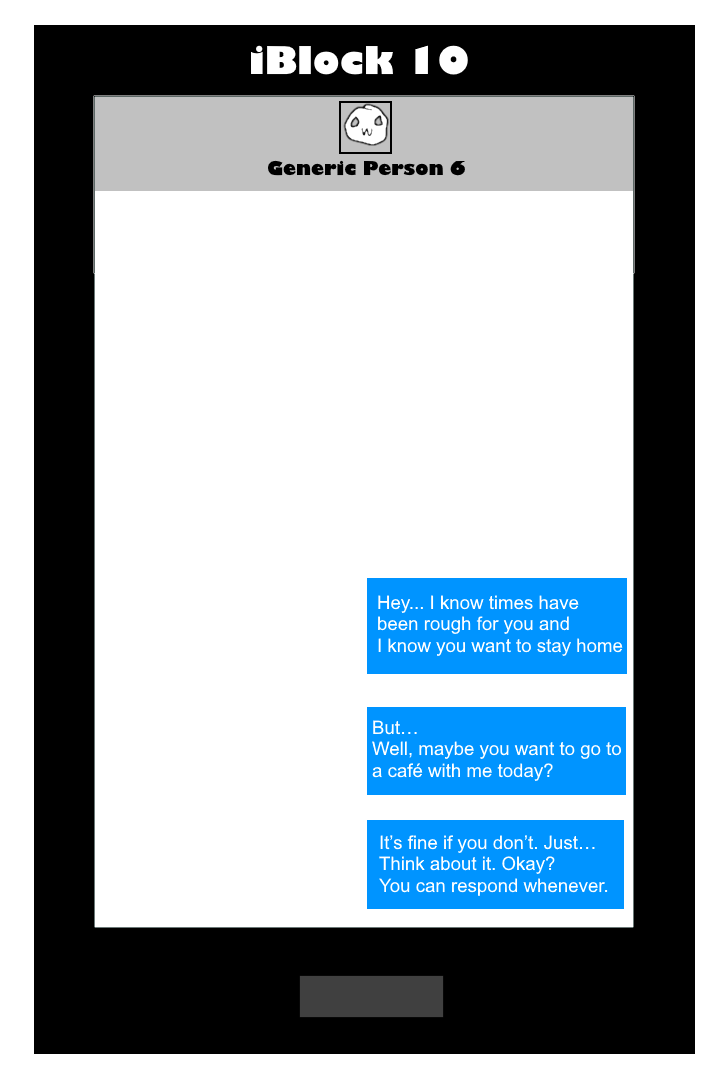 iBlock 10
Generic Person 6
Hey... I know times have
been rough for you and
I know you want to stay home
But…
Well, maybe you want to go to
a café with me today?
It’s fine if you don’t. Just…
Think about it. Okay?
You can respond whenever.